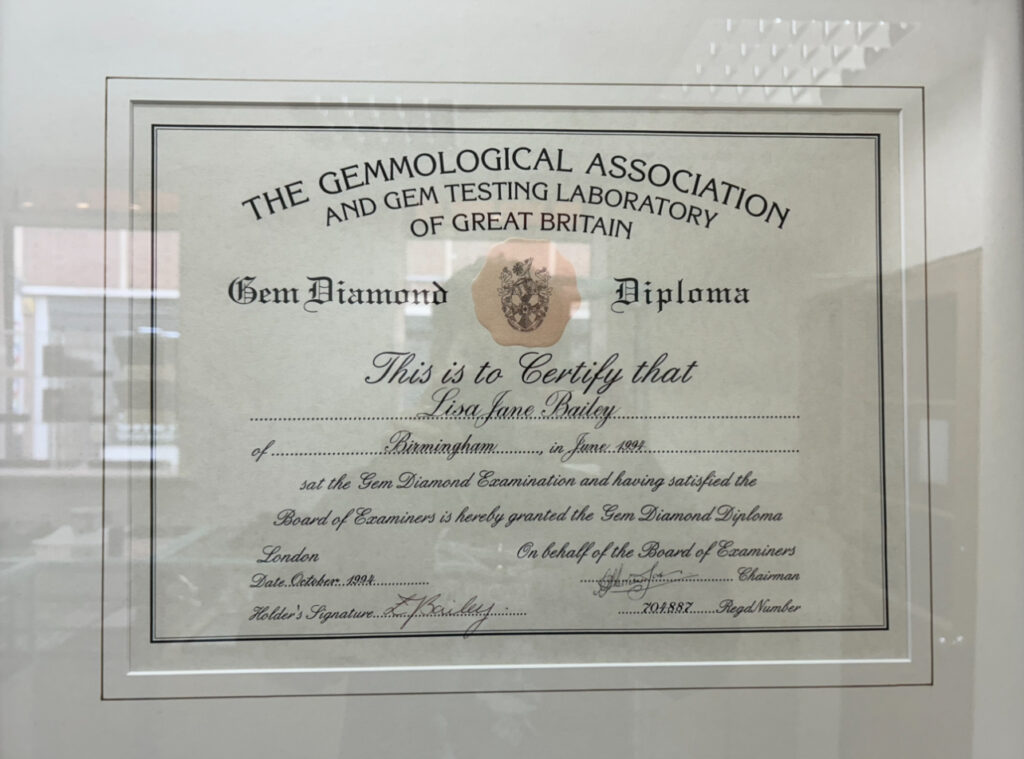 THE GEMMOLOGICAL ASSOCIATION
AND GEM TESTING LABORATORY
OF GREAT BRITAIN
Gem Diamond Diploma
This is to Certify that
Lisa Jane Bailey
of Birmingham, in June 1994
sat the Gem Diamond Examination and having satisfied the
Board of Examiners is hereby granted the Gem Diamond Diploma
London On behalf of the Board of Examiners
Date October 1994 Chairman
Holder's Signature L J Bailey 704887 Regd Number